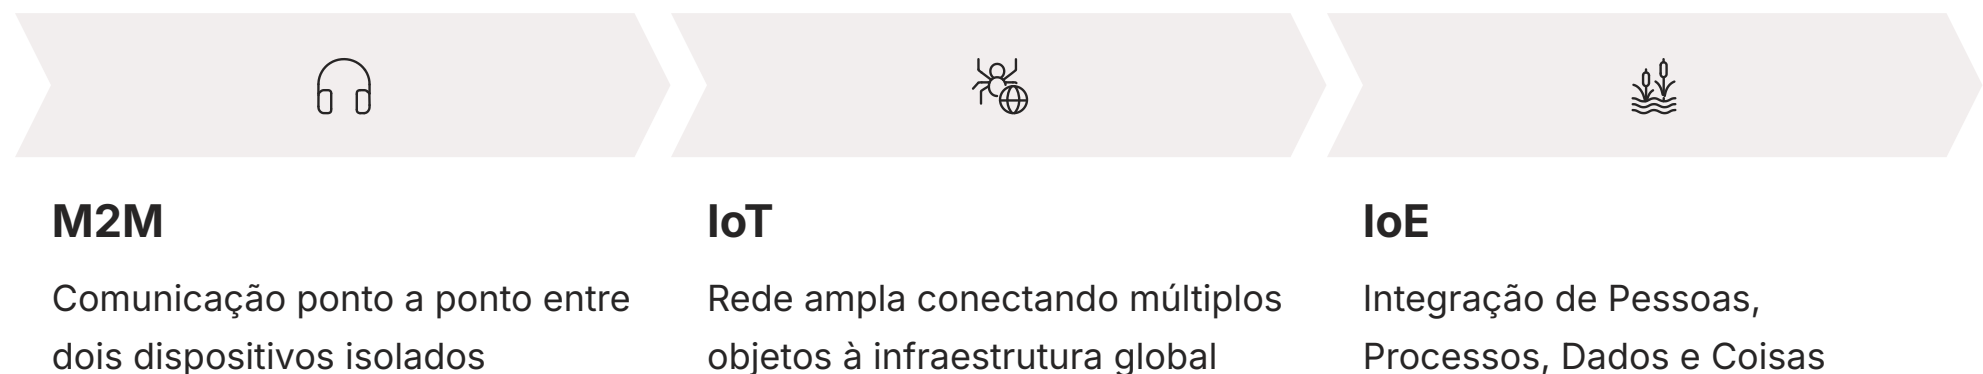 M2M
Comunicação ponto a ponto entre
dois dispositivos isolados
IoT
Rede ampla conectando múltiplos
objetos à infraestrutura global
IoE
Integração de Pessoas,
Processos, Dados e Coisas